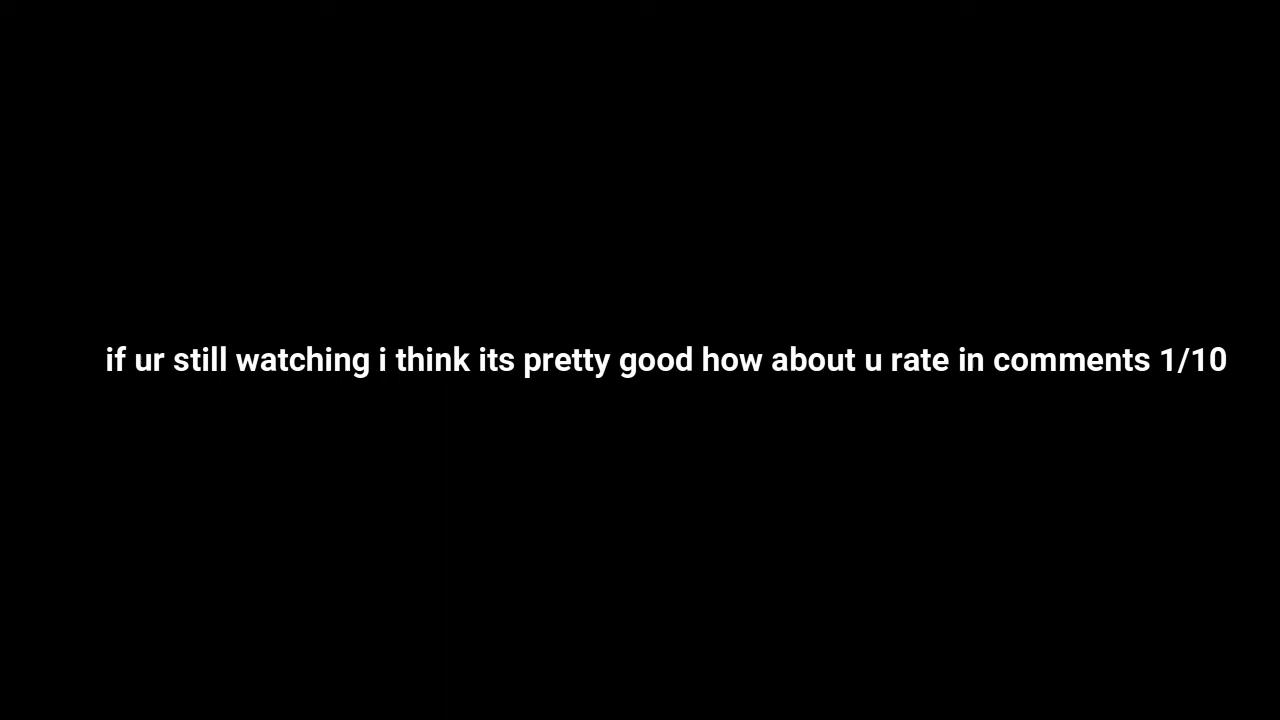 if ur still watching i think its pretty good how about u rate in comments 1/10